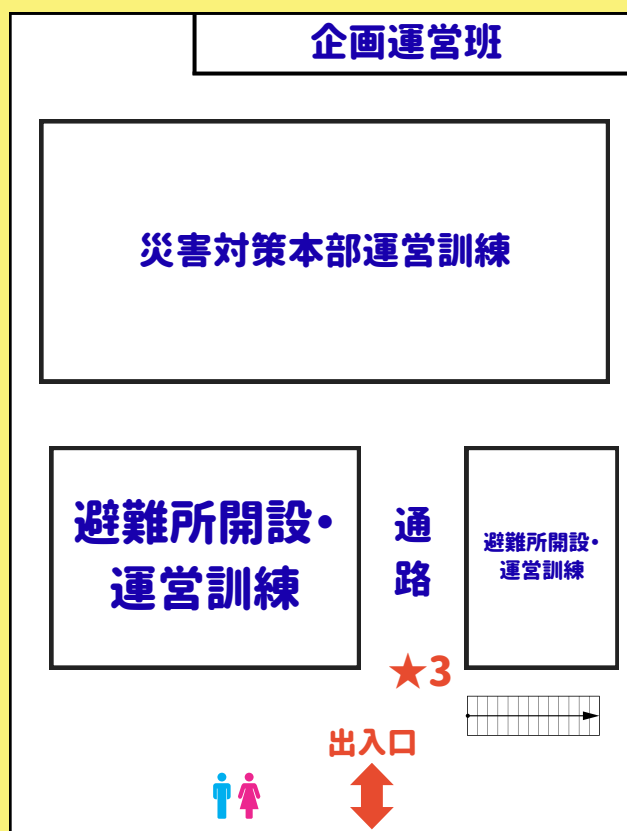 企画運営班
災害対策本部運営訓練
避難所開設・
運営訓練
通
路
避難所開設・
運営訓練
★3
出入口